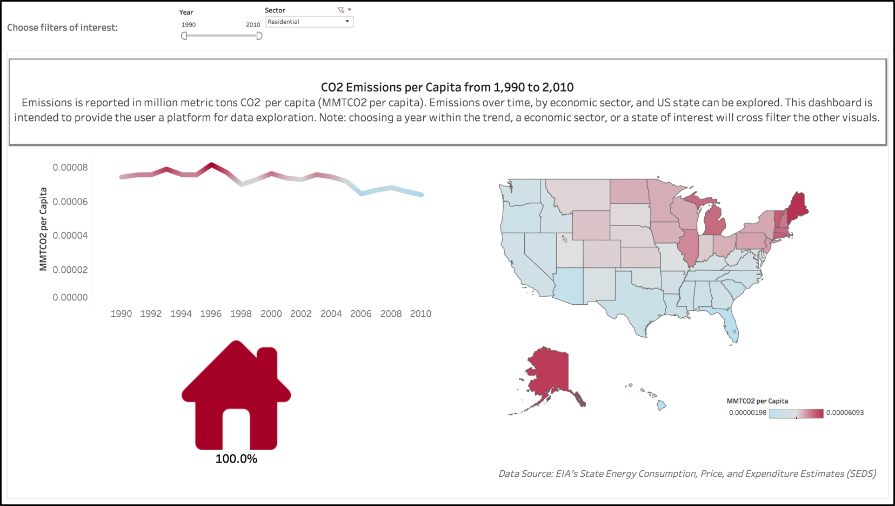 Choose filters of interest:
Year
1990 2010
Sector
Residential
CO2 Emissions per Capita from 1,990 to 2,010
Emissions is reported in million metric tons CO2 per capita (MMTCO2 per capita). Emissions over time, by economic sector, and US state can be explored. This dashboard is
intended to provide the user a platform for data exploration. Note: choosing a year within the trend, a economic sector, or a state of interest will cross filter the other visuals.
MMTCO2 per Capita
0.00008
0.00006
0.00004
0.00002
0.00000
1990 1992 1994 1996 1998 2000 2002 2004 2006 2008 2010
100.0%
MMTCO2 per Capita
0.00000198 0.00006093
Data Source: EIA's State Energy Consumption, Price, and Expenditure Estimates (SEDS)